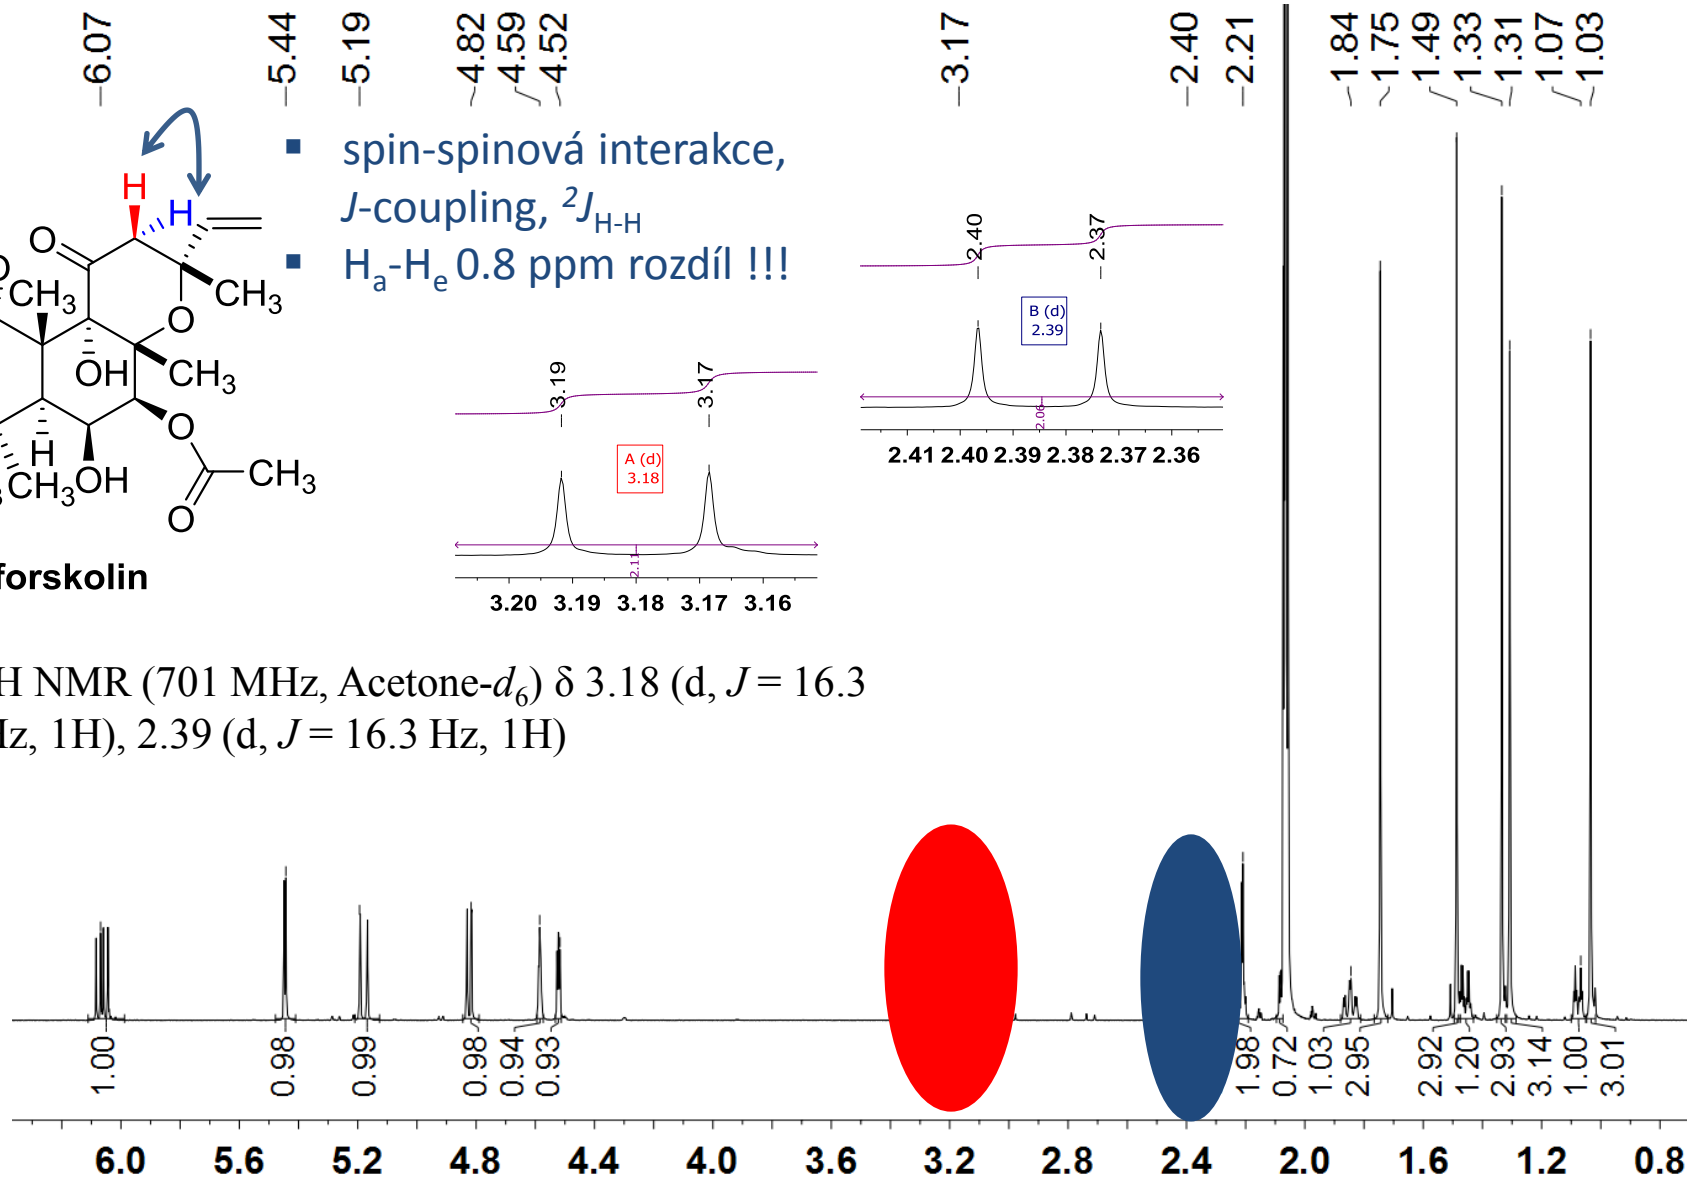 6.07 5.44 5.19 4.82 4.59 4.52 3.17 2.40 2.21 1.84 1.75 1.49 1.33 1.31 1.07 1.03
▪ spin-spinová interakce,
J-coupling, ²J_H-H
▪ Hₐ-Hₑ 0.8 ppm rozdíl !!!
H
H
O
CH₃
CH₃
O
OH
CH₃
O
H
CH₃
OH
CH₃
O
forskolin
2.40 2.37
B (d)
2.39
2.06
2.41 2.40 2.39 2.38 2.37 2.36
3.19 3.17
A (d)
3.18
2.11
3.20 3.19 3.18 3.17 3.16
H NMR (701 MHz, Acetone-d₆) δ 3.18 (d, J = 16.3
Hz, 1H), 2.39 (d, J = 16.3 Hz, 1H)
1.00 0.98 0.99 0.98 0.94 0.93 1.98 0.72 1.03 2.95 2.92 1.20 2.93 3.14 1.00 3.01
6.0 5.6 5.2 4.8 4.4 4.0 3.6 3.2 2.8 2.4 2.0 1.6 1.2 0.8